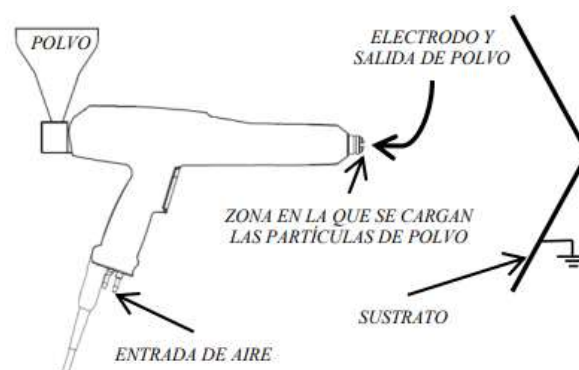 POLVO
ELECTRODO Y
SALIDA DE POLVO
ZONA EN LA QUE SE CARGAN
LAS PARTÍCULAS DE POLVO
SUSTRATO
ENTRADA DE AIRE